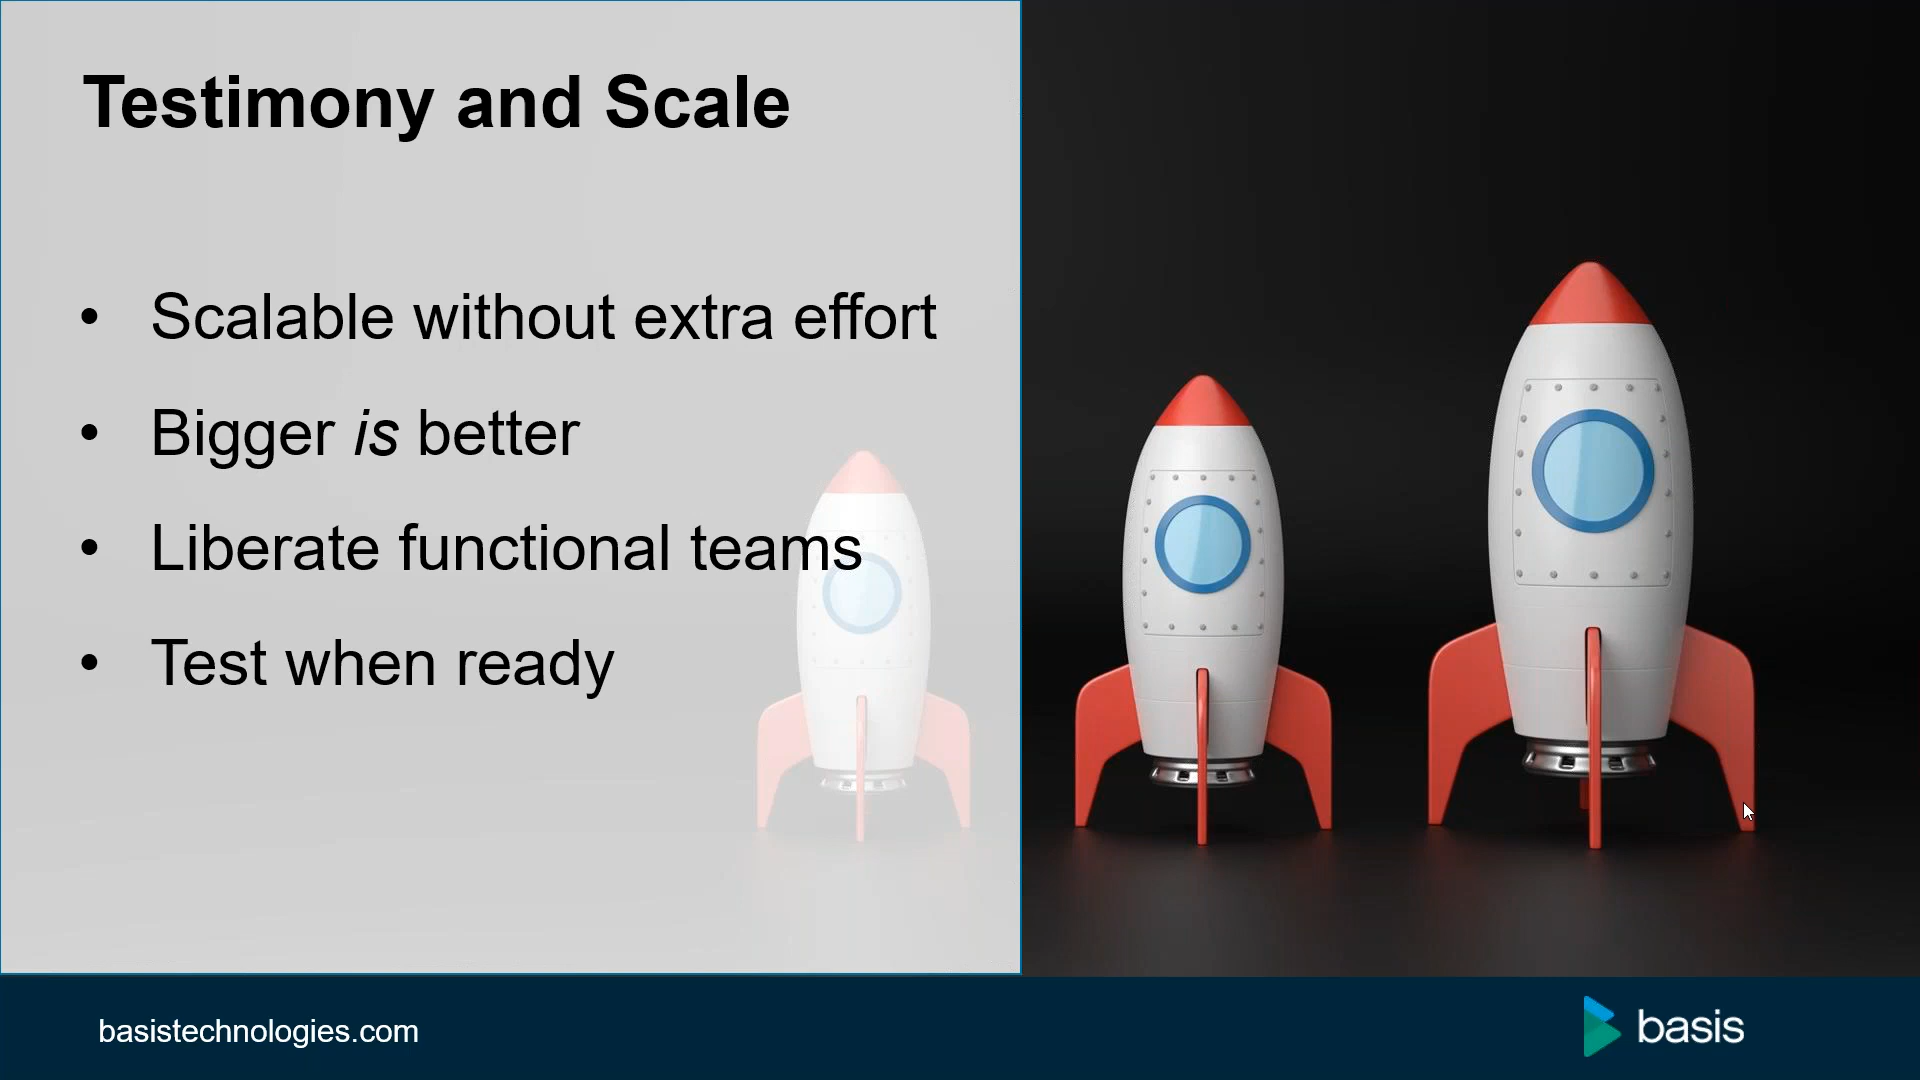 Testimony and Scale
• Scalable without extra effort
• Bigger is better
• Liberate functional teams
• Test when ready
basistechnologies.com
basis